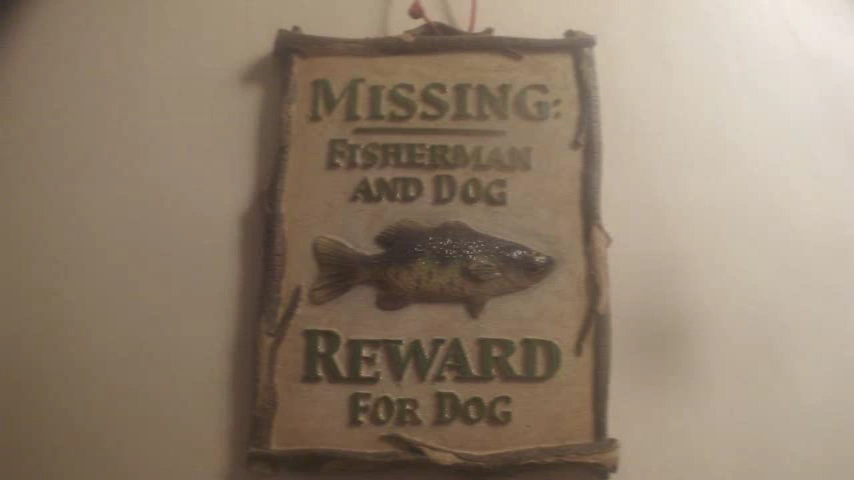 MISSING:
FISHERMAN
AND DOG
REWARD
FOR DOG